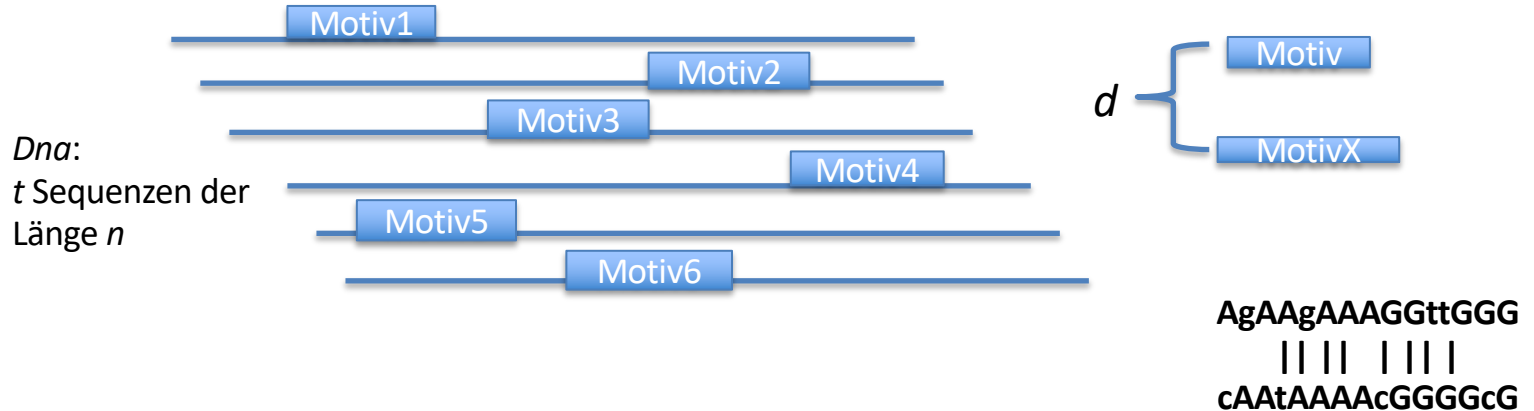 Motiv1
Motiv2
Motiv3
Motiv4
Motiv5
Motiv6
Dna:
t Sequenzen der
Länge n
d
Motiv
MotivX
AgAAgAAAGGttGGG
|| || | || |
cAAtAAAAcGGGGcG